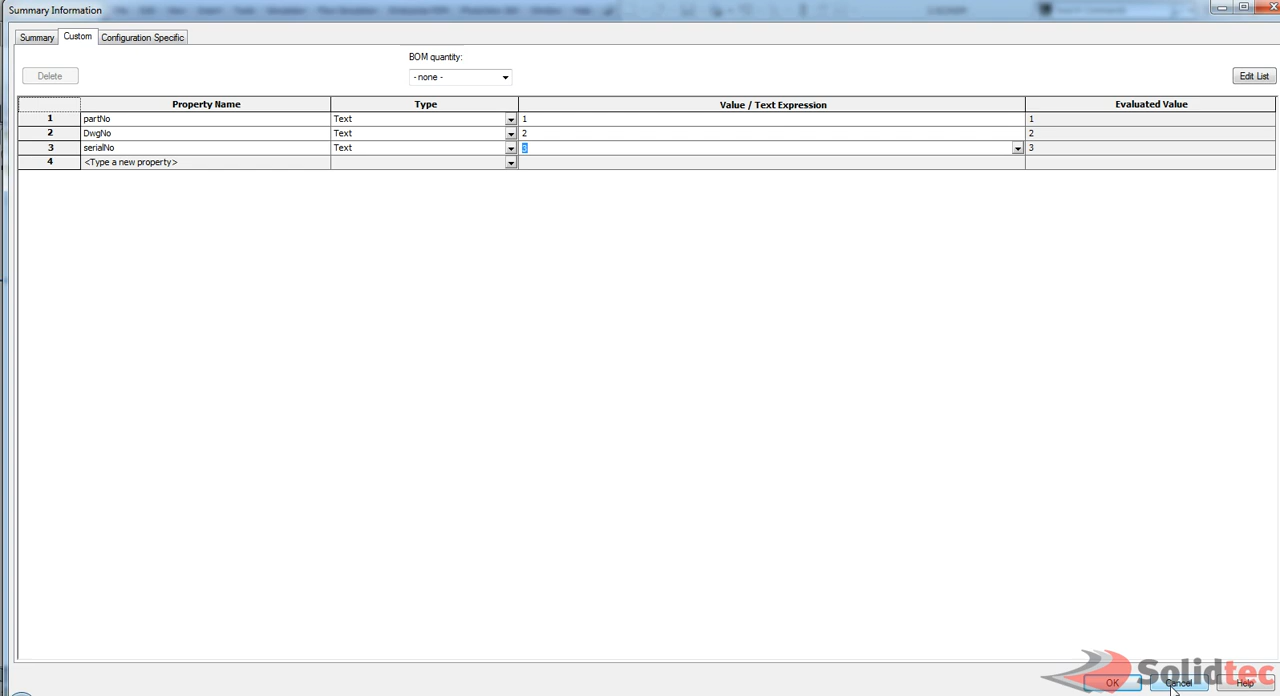 Summary Information
Summary Custom Configuration Specific
BOM quantity:
Delete - none - Edit List
Property Name Type Value / Text Expression Evaluated Value
1 partNo Text 1 1
2 DwgNo Text 2 2
3 serialNo Text 3 3
4 <Type a new property>
Solidtec
OK Cancel Help